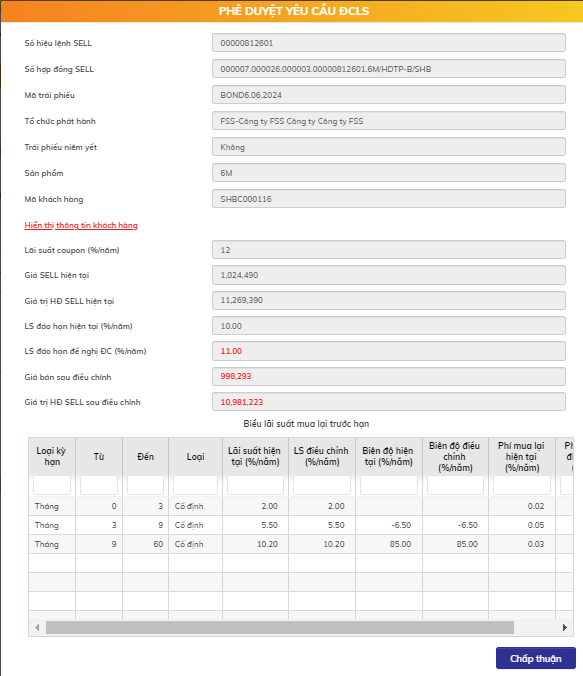 PHÊ DUYỆT YÊU CẦU ĐCLS
Số hiệu lệnh SELL 00000812601
Số hợp đồng SELL 000007.000026.000003.00000812601.6M/HDTP-B/SHB
Mã trái phiếu BOND6.06.2024
Tổ chức phát hành FSS-Công ty FSS Công ty Công ty FSS
Trái phiếu niêm yết Không
Sản phẩm 6M
Mã khách hàng SHBC000116
Hiển thị thông tin khách hàng
Lãi suất coupon (%/năm) 12
Giá SELL hiện tại 1,024,490
Giá trị HĐ SELL hiện tại 11,269,390
LS đáo hạn hiện tại (%/năm) 10.00
LS đáo hạn đề nghị ĐC (%/năm) 11.00
Giá bán sau điều chỉnh 998,293
Giá trị HĐ SELL sau điều chỉnh 10,981,223
Biểu lãi suất mua lại trước hạn
Loại kỳ hạn Từ Đến Loại Lãi suất hiện tại (%/năm) LS điều chỉnh (%/năm) Biên độ hiện tại (%/năm) Biên độ điều chỉnh (%/năm) Phí mua lại hiện tại (%/năm)
Tháng 0 3 Cố định 2.00 2.00 0.02
Tháng 3 9 Cố định 5.50 5.50 -6.50 -6.50 0.05
Tháng 9 60 Cố định 10.20 10.20 85.00 85.00 0.03
Chấp thuận